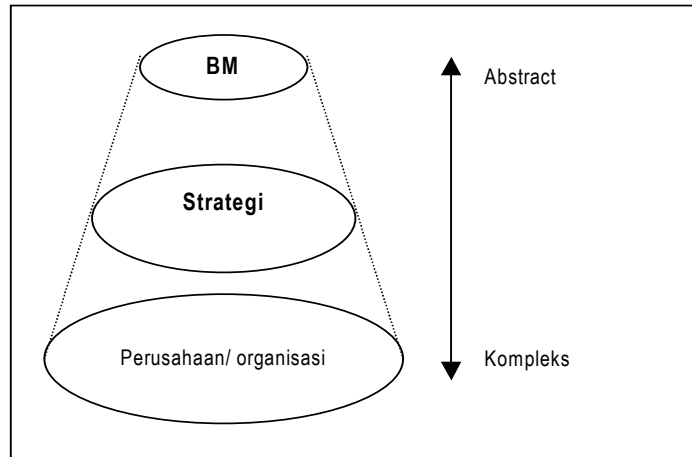 BM
Abstract
Strategi
Perusahaan/ organisasi
Kompleks